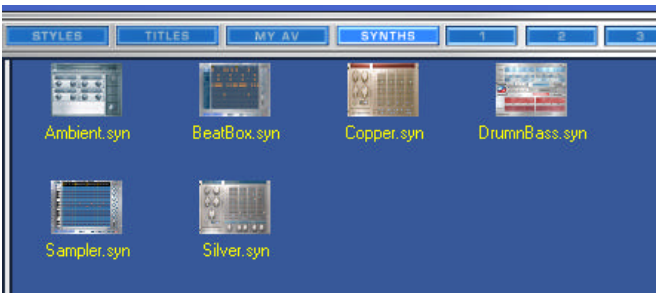 STYLES TITLES MY AV SYNTHS 1 2 3
Ambient.syn BeatBox.syn Copper.syn DrumnBass.syn
Sampler.syn Silver.syn